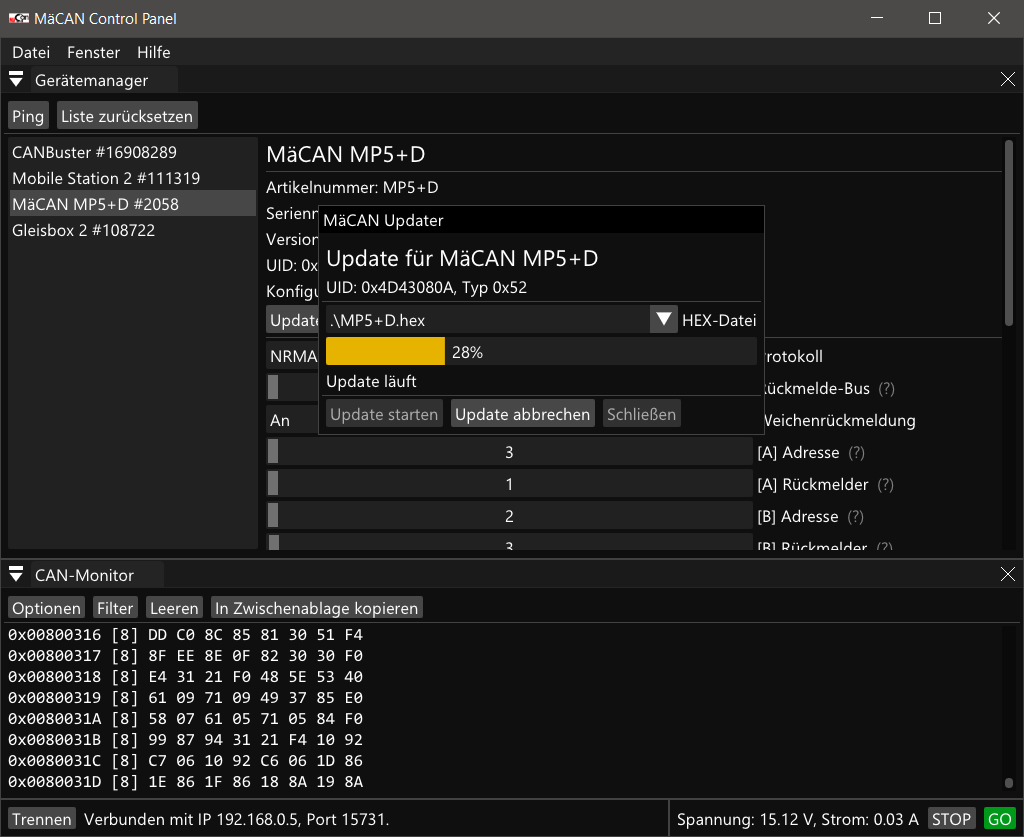 MäCAN Control Panel
Datei Fenster Hilfe
Gerätemanager
Ping Liste zurücksetzen
CANBuster #16908289
Mobile Station 2 #111319
MäCAN MP5+D #2058
Gleisbox 2 #108722
MäCAN MP5+D
Artikelnummer: MP5+D
Serienn
Version
UID: 0x
Konfigu
Update
MäCAN Updater
Update für MäCAN MP5+D
UID: 0x4D43080A, Typ 0x52
.\MP5+D.hex HEX-Datei
28%
Update läuft
Update starten Update abbrechen Schließen
NRMA rotokoll
ückmelde-Bus (?)
An Weichenrückmeldung
3 [A] Adresse (?)
1 [A] Rückmelder (?)
2 [B] Adresse (?)
3 [B] Rückmelder (?)
CAN-Monitor
Optionen Filter Leeren In Zwischenablage kopieren
0x00800316 [8] DD C0 8C 85 81 30 51 F4
0x00800317 [8] 8F EE 8E 0F 82 30 30 F0
0x00800318 [8] E4 31 21 F0 48 5E 53 40
0x00800319 [8] 61 09 71 09 49 37 85 E0
0x0080031A [8] 58 07 61 05 71 05 84 F0
0x0080031B [8] 99 87 94 31 21 F4 10 92
0x0080031C [8] C7 06 10 92 C6 06 1D 86
0x0080031D [8] 1E 86 1F 86 18 8A 19 8A
Trennen Verbunden mit IP 192.168.0.5, Port 15731. Spannung: 15.12 V, Strom: 0.03 A STOP GO